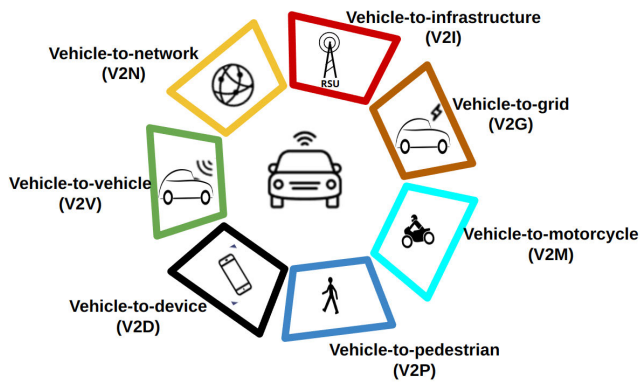 Vehicle-to-infrastructure
(V2I)
Vehicle-to-network
(V2N)
RSU
Vehicle-to-grid
(V2G)
Vehicle-to-vehicle
(V2V)
Vehicle-to-motorcycle
(V2M)
Vehicle-to-device
(V2D)
Vehicle-to-pedestrian
(V2P)